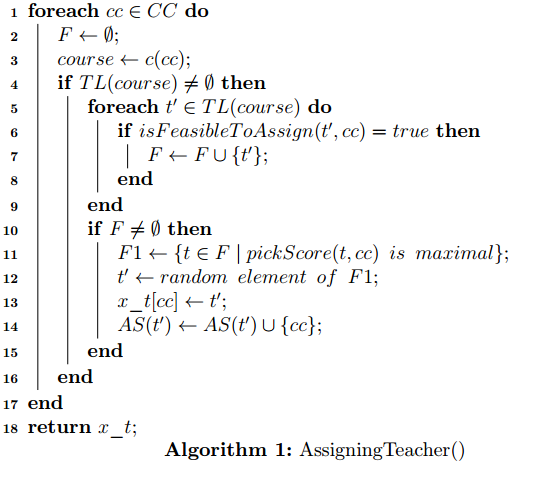 1 foreach cc ∈ CC do
2 F ← ∅;
3 course ← c(cc);
4 if TL(course) ≠ ∅ then
5 foreach t′ ∈ TL(course) do
6 if isFeasibleToAssign(t′, cc) = true then
7 F ← F ∪ {t′};
8 end
9 end
10 if F ≠ ∅ then
11 F1 ← {t ∈ F | pickScore(t, cc) is maximal};
12 t′ ← random element of F1;
13 x_t[cc] ← t′;
14 AS(t′) ← AS(t′) ∪ {cc};
15 end
16 end
17 end
18 return x_t;
Algorithm 1: AssigningTeacher()